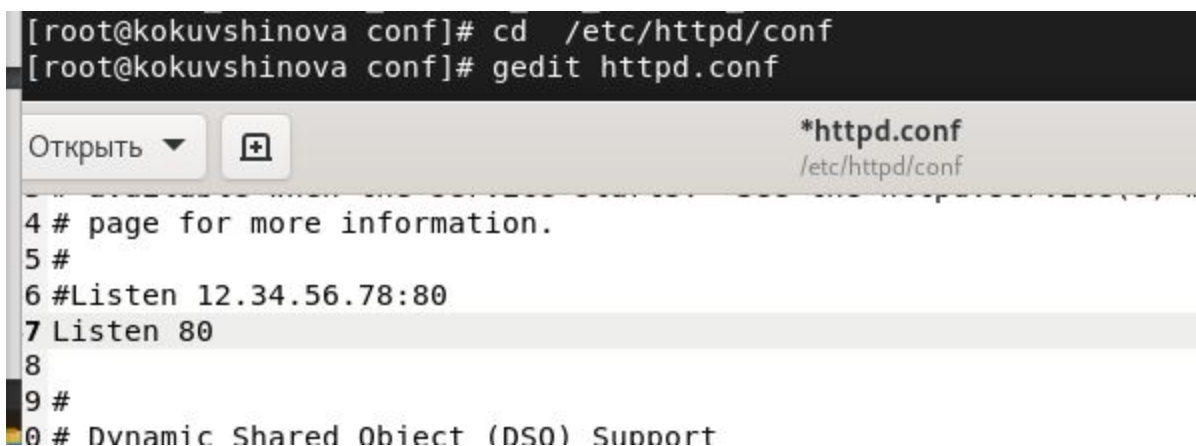 [root@kokuvshinova conf]# cd  /etc/httpd/conf
[root@kokuvshinova conf]# gedit httpd.conf
Открыть
*httpd.conf
/etc/httpd/conf
4 # page for more information.
5 #
6 #Listen 12.34.56.78:80
7 Listen 80
8
9 #
0 # Dynamic Shared Object (DSO) Support